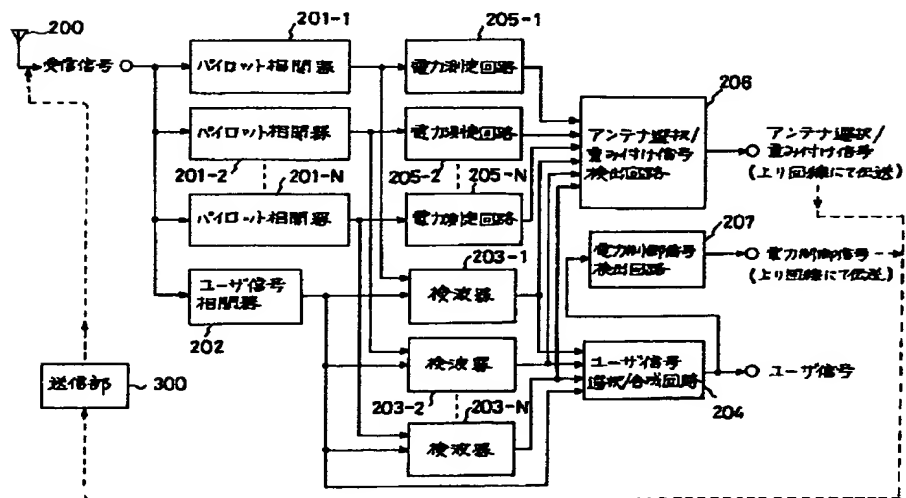 201-1
205-1
200
受信信号
パイロット相関器
電力測定回路
206
パイロット相関器
電力測定回路
アンテナ選択/
重み付け信号
検出回路
アンテナ選択/
重み付け信号
(上り回線にて伝送)
201-2
201-N
205-2
205-N
パイロット相関器
電力測定回路
207
203-1
電力制御信号
検出回路
電力制御信号
(上り回線にて伝送)
ユーザ信号
相関器
検波器
202
送信部
300
検波器
ユーザ信号
選択/合成回路
ユーザ信号
203-2
203-N
204
検波器